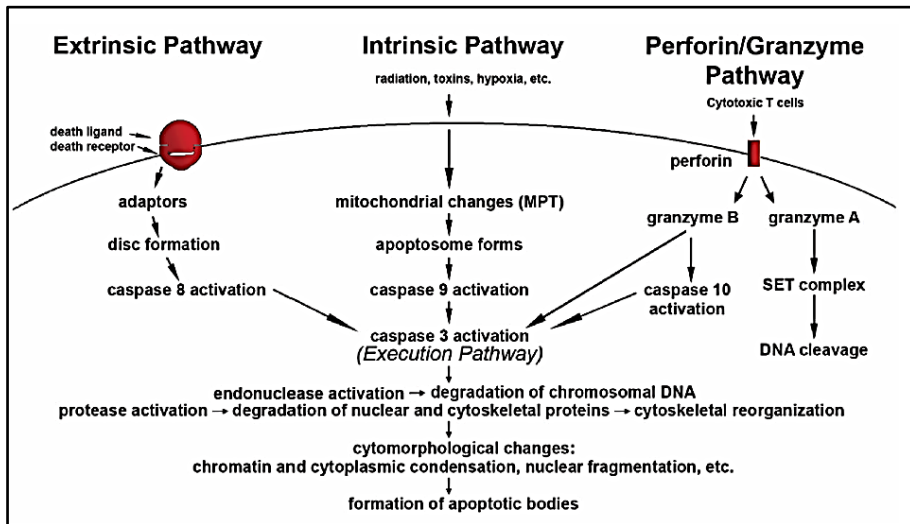 Extrinsic Pathway
Intrinsic Pathway
Perforin/Granzyme
Pathway
radiation, toxins, hypoxia, etc.
Cytotoxic T cells
death ligand
death receptor
perforin
adaptors
mitochondrial changes (MPT)
granzyme B
granzyme A
disc formation
apoptosome forms
caspase 8 activation
caspase 9 activation
caspase 10
activation
SET complex
caspase 3 activation
(Execution Pathway)
DNA cleavage
endonuclease activation → degradation of chromosomal DNA
protease activation → degradation of nuclear and cytoskeletal proteins → cytoskeletal reorganization
cytomorphological changes:
chromatin and cytoplasmic condensation, nuclear fragmentation, etc.
formation of apoptotic bodies